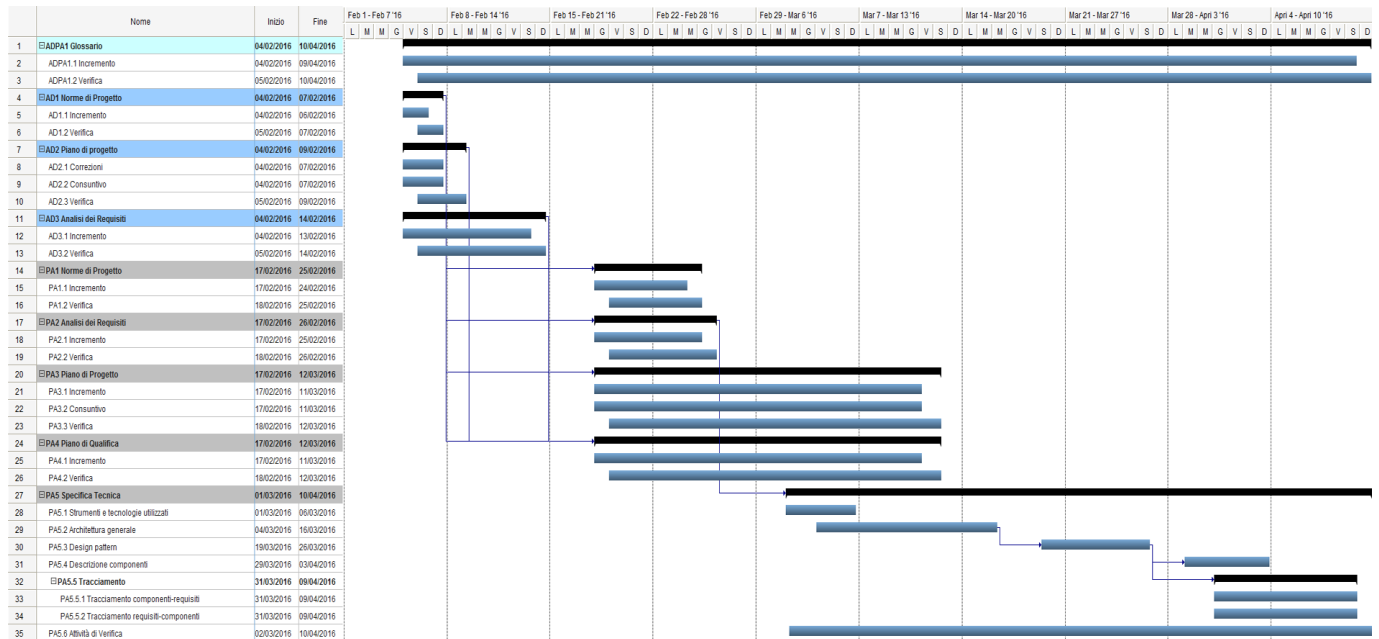 Nome Inizio Fine Feb 1 - Feb 7 '16 Feb 8 - Feb 14 '16 Feb 15 - Feb 21 '16 Feb 22 - Feb 28 '16 Feb 29 - Mar 6 '16 Mar 7 - Mar 13 '16 Mar 14 - Mar 20 '16 Mar 21 - Mar 27 '16 Mar 28 - Apr 3 '16 Apr 4 - Apr 10 '16
L M M G V S D L M M G V S D L M M G V S D L M M G V S D L M M G V S D L M M G V S D L M M G V S D L M M G V S D L M M G V S D L M M G V S D
1 ADPA1 Glossario 04/02/2016 10/04/2016
2 ADPA1.1 Incremento 04/02/2016 09/04/2016
3 ADPA1.2 Verifica 05/02/2016 10/04/2016
4 AD1 Norme di Progetto 04/02/2016 07/02/2016
5 AD1.1 Incremento 04/02/2016 06/02/2016
6 AD1.2 Verifica 05/02/2016 07/02/2016
7 AD2 Piano di progetto 04/02/2016 09/02/2016
8 AD2.1 Correzioni 04/02/2016 07/02/2016
9 AD2.2 Consuntivo 04/02/2016 07/02/2016
10 AD2.3 Verifica 05/02/2016 09/02/2016
11 AD3 Analisi dei Requisiti 04/02/2016 14/02/2016
12 AD3.1 Incremento 04/02/2016 13/02/2016
13 AD3.2 Verifica 05/02/2016 14/02/2016
14 PA1 Norme di Progetto 17/02/2016 25/02/2016
15 PA1.1 Incremento 17/02/2016 24/02/2016
16 PA1.2 Verifica 18/02/2016 25/02/2016
17 PA2 Analisi dei Requisiti 17/02/2016 26/02/2016
18 PA2.1 Incremento 17/02/2016 25/02/2016
19 PA2.2 Verifica 18/02/2016 26/02/2016
20 PA3 Piano di Progetto 17/02/2016 12/03/2016
21 PA3.1 Incremento 17/02/2016 11/03/2016
22 PA3.2 Consuntivo 17/02/2016 11/03/2016
23 PA3.3 Verifica 18/02/2016 12/03/2016
24 PA4 Piano di Qualifica 17/02/2016 12/03/2016
25 PA4.1 Incremento 17/02/2016 11/03/2016
26 PA4.2 Verifica 18/02/2016 12/03/2016
27 PA5 Specifica Tecnica 01/03/2016 10/04/2016
28 PA5.1 Strumenti e tecnologie utilizzati 01/03/2016 06/03/2016
29 PA5.2 Architettura generale 04/03/2016 16/03/2016
30 PA5.3 Design pattern 19/03/2016 26/03/2016
31 PA5.4 Descrizione componenti 29/03/2016 03/04/2016
32 PA5.5 Tracciamento 31/03/2016 09/04/2016
33 PA5.5.1 Tracciamento componenti-requisiti 31/03/2016 09/04/2016
34 PA5.5.2 Tracciamento requisiti-componenti 31/03/2016 09/04/2016
35 PA5.6 Attività di Verifica 02/03/2016 10/04/2016